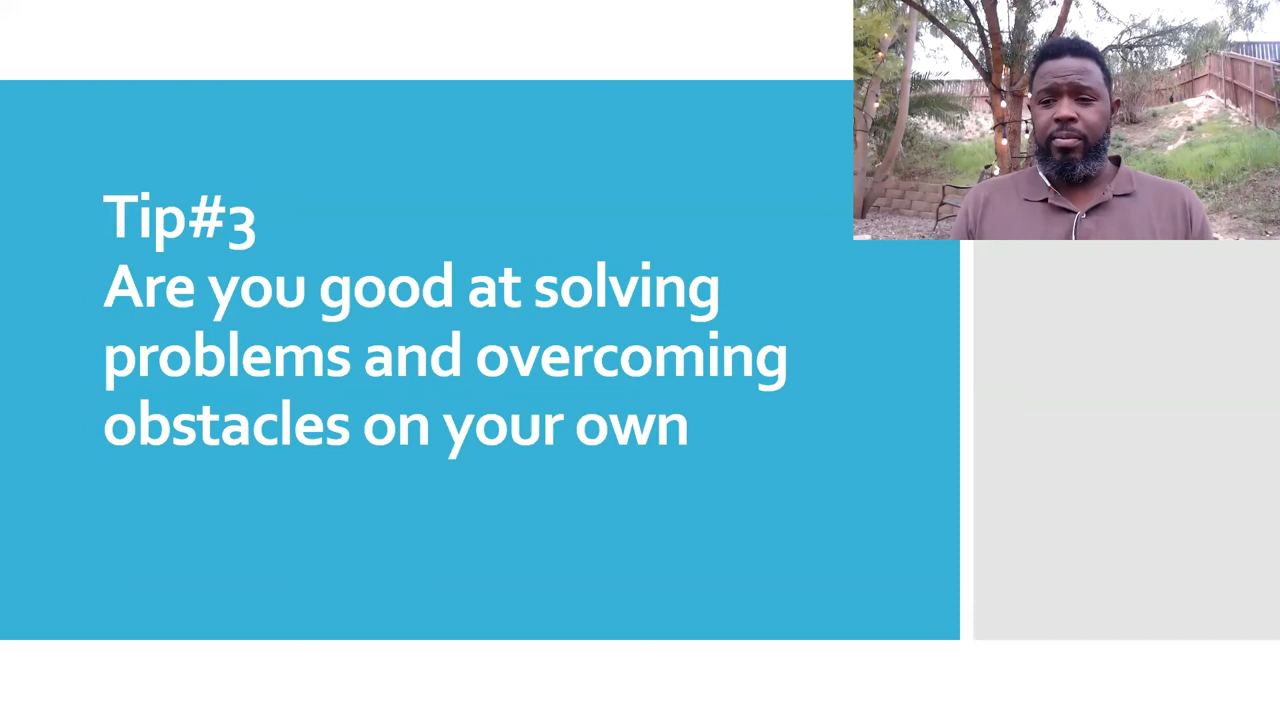 Tip#3
Are you good at solving
problems and overcoming
obstacles on your own